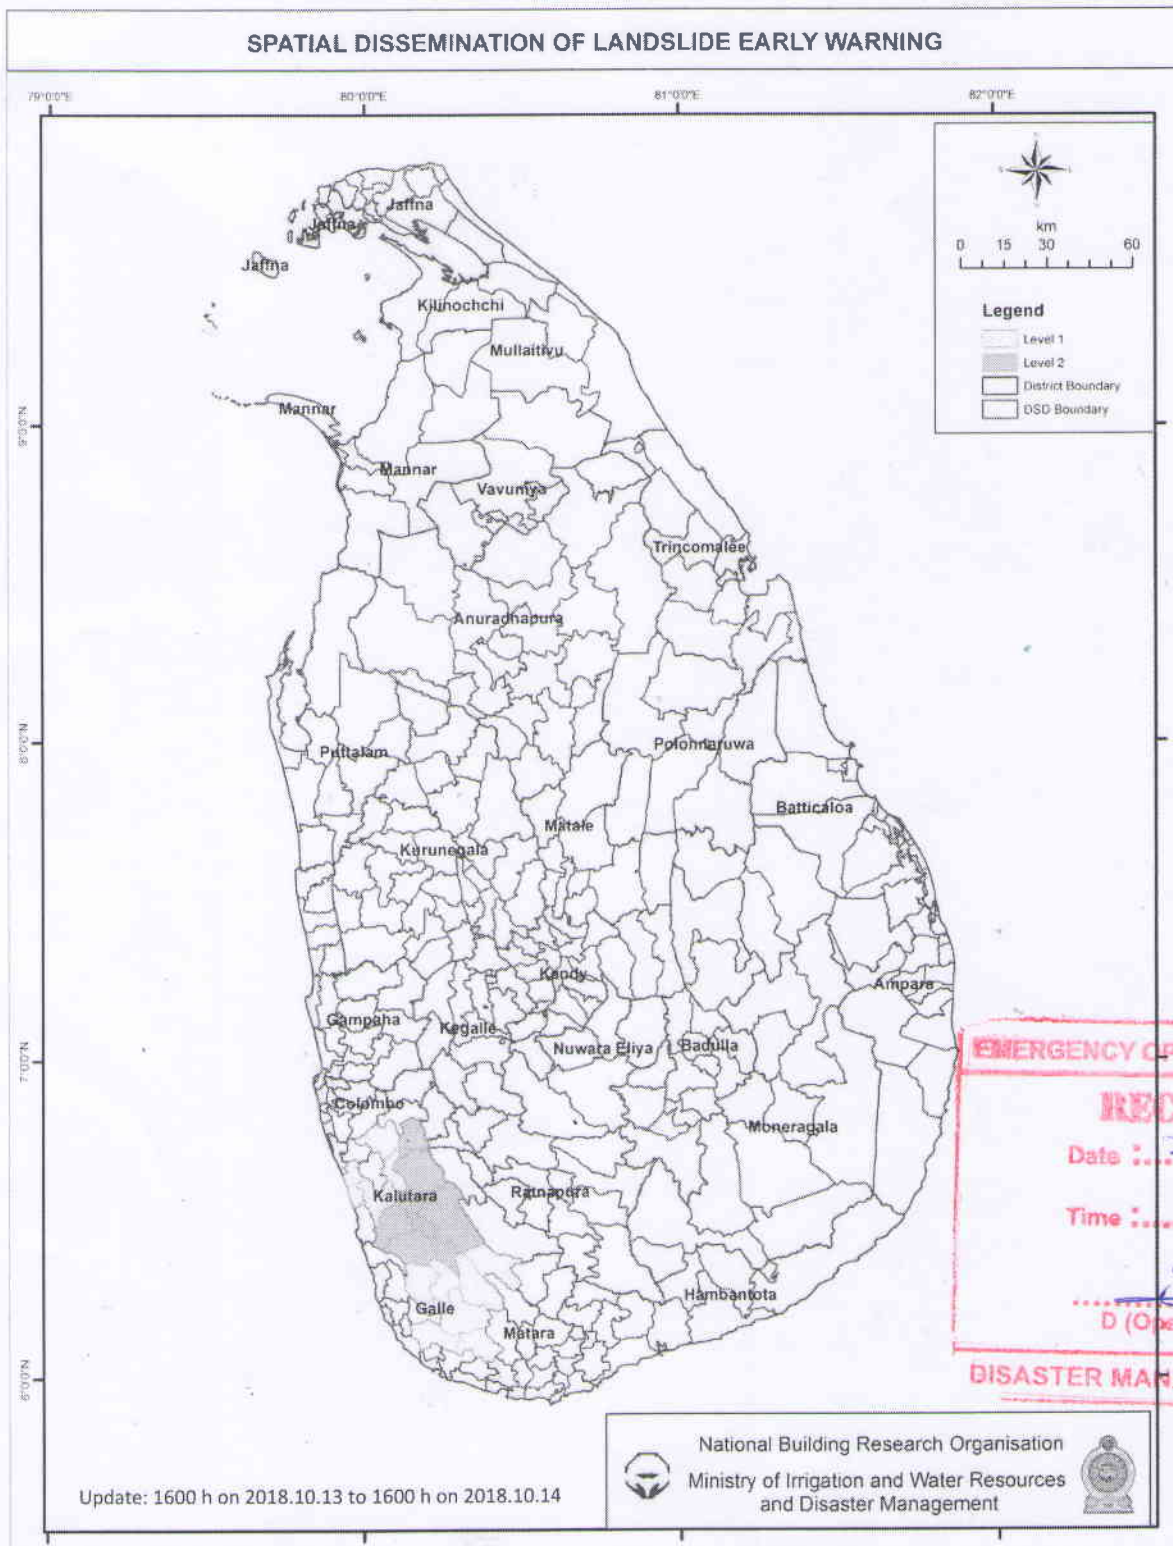 SPATIAL DISSEMINATION OF LANDSLIDE EARLY WARNING
79°0'0"E
80°0'0"E
81°0'0"E
82°0'0"E
km
0 15 30 60
Legend
Level 1
Level 2
District Boundary
DSD Boundary
Jaffna
Jaffna
Jaffna
Kilinochchi
Mullaitivu
Mannar
9°0'0"N
Mannar
Vavuniya
Trincomalee
Anuradhapura
8°0'0"N
Puttalam
Polonnaruwa
Batticaloa
Matale
Kurunegala
Kandy
Ampara
Gampaha
Kegalle
Nuwara Eliya
Badulla
7°0'0"N
EMERGENCY OP
Colombo
REC
Moneragala
Date :
Kalutara
Ratnapura
Time :
Hambantota
Galle
D (Ope
Matara
6°0'0"N
DISASTER MAN
National Building Research Organisation
Ministry of Irrigation and Water Resources
and Disaster Management
Update: 1600 h on 2018.10.13 to 1600 h on 2018.10.14